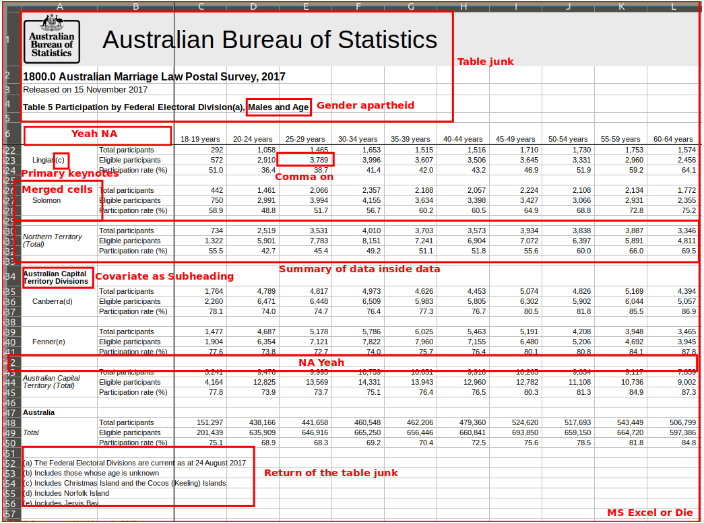 A B C D E F G H I J K L
1 Australian Bureau of Statistics Australian Bureau of Statistics
Table junk
2 1800.0 Australian Marriage Law Postal Survey, 2017
3 Released on 15 November 2017
4 Table 5 Participation by Federal Electoral Division(a), Males and Age Gender apartheid
5
6 Yeah NA 18-19 years 20-24 years 25-29 years 30-34 years 35-39 years 40-44 years 45-49 years 50-54 years 55-59 years 60-64 years
Total participants 292 1,058 1,465 1,653 1,515 1,516 1,710 1,730 1,753 1,574
Lingiari(c) Eligible participants 572 2,910 3,789 3,996 3,607 3,506 3,645 3,331 2,960 2,456
Participation rate (%) 51.0 36.4 38.7 41.4 42.0 43.2 46.9 51.9 59.2 64.1
Primary keynotes Comma on
Merged cells Total participants 442 1,461 2,066 2,357 2,188 2,057 2,224 2,108 2,134 1,772
Solomon Eligible participants 750 2,991 3,994 4,155 3,634 3,398 3,427 3,066 2,931 2,355
Participation rate (%) 58.9 48.8 51.7 56.7 60.2 60.5 64.9 68.8 72.8 75.2
Northern Territory (Total) Total participants 734 2,519 3,531 4,010 3,703 3,573 3,934 3,838 3,887 3,346
Eligible participants 1,322 5,901 7,783 8,151 7,241 6,904 7,072 6,397 5,891 4,811
Participation rate (%) 55.5 42.7 45.4 49.2 51.1 51.8 55.6 60.0 66.0 69.5
Summary of data inside data
Australian Capital Territory Divisions Covariate as Subheading
Total participants 1,764 4,789 4,817 4,973 4,626 4,453 5,074 4,826 5,169 4,394
Canberra(d) Eligible participants 2,260 6,471 6,448 6,509 5,983 5,805 6,302 5,902 6,044 5,057
Participation rate (%) 78.1 74.0 74.7 76.4 77.3 76.7 80.5 81.8 85.5 86.9
Total participants 1,477 4,687 5,178 5,786 6,025 5,463 5,191 4,208 3,948 3,465
Fenner(e) Eligible participants 1,904 6,354 7,121 7,822 7,960 7,155 6,480 5,206 4,692 3,945
Participation rate (%) 77.6 73.8 72.7 74.0 75.7 76.4 80.1 80.8 84.1 87.8
NA Yeah
Australian Capital Territory (Total) Total participants 3,241 9,476 9,995 10,759 10,651 9,916 10,265 9,034 9,117 7,859
Eligible participants 4,164 12,825 13,569 14,331 13,943 12,960 12,782 11,108 10,736 9,002
Participation rate (%) 77.8 73.9 73.7 75.1 76.4 76.5 80.3 81.3 84.9 87.3
Australia
Total participants 151,297 438,166 441,658 460,548 462,206 479,360 524,620 517,693 543,449 506,799
Total Eligible participants 201,439 635,909 646,916 665,250 656,446 660,841 693,850 659,150 664,720 597,386
Participation rate (%) 75.1 68.9 68.3 69.2 70.4 72.5 75.6 78.5 81.8 84.8
(a) The Federal Electoral Divisions are current as at 24 August 2017
(b) Includes those whose age is unknown
Return of the table junk
(c) Includes Christmas Island and the Cocos (Keeling) Islands
(d) Includes Norfolk Island
(e) Includes Jervis Bay
MS Excel or Die